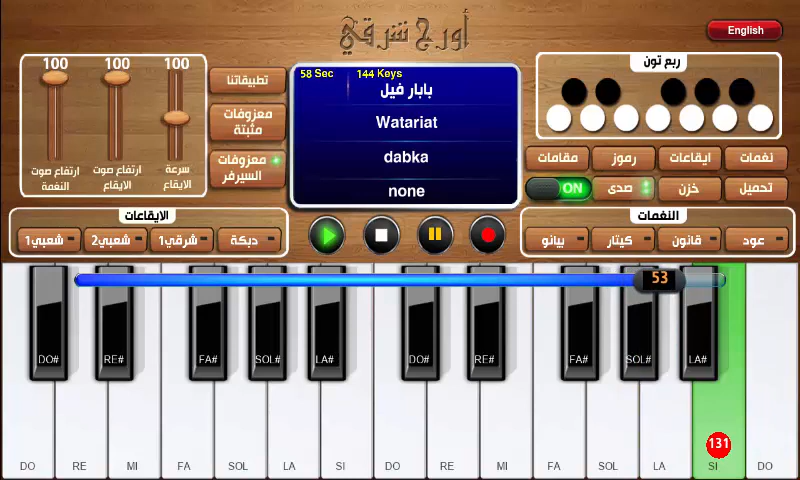 أورج شرقي
English
100 100 100
ارتفاع صوت النغمة
ارتفاع صوت الايقاع
سرعة الايقاع
تطبيقاتنا
معزوفات مثبتة
معزوفات السيرفر
58 Sec 144 Keys
بابار فيل
Watariat
dabka
none
ربع تون
مقامات رموز ايقاعات نغمات
ON صدى خزن تحميل
الايقاعات
شعبي1 شعبي2 شرقي1 دبكة
النغمات
بيانو كيتار قانون عود
53
DO# RE# FA# SOL# LA# DO# RE# FA# SOL# LA#
131
DO RE MI FA SOL LA SI DO RE MI FA SOL LA SI DO